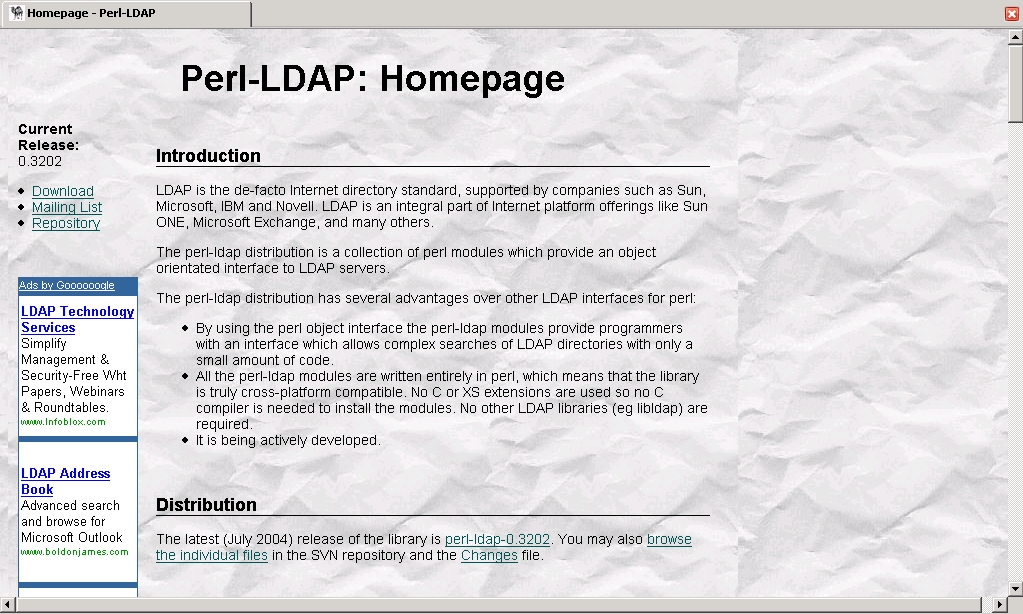 Homepage - Perl-LDAP
Perl-LDAP: Homepage
Current
Release:
0.3202
Download
Mailing List
Repository
Ads by Goooooogle
LDAP Technology
Services
Simplify
Management &
Security-Free Wht
Papers, Webinars
& Roundtables.
www.Infoblox.com
LDAP Address
Book
Advanced search
and browse for
Microsoft Outlook
www.boldonjames.com
Introduction
LDAP is the de-facto Internet directory standard, supported by companies such as Sun,
Microsoft, IBM and Novell. LDAP is an integral part of Internet platform offerings like Sun
ONE, Microsoft Exchange, and many others.
The perl-ldap distribution is a collection of perl modules which provide an object
orientated interface to LDAP servers.
The perl-ldap distribution has several advantages over other LDAP interfaces for perl:
By using the perl object interface the perl-ldap modules provide programmers
with an interface which allows complex searches of LDAP directories with only a
small amount of code.
All the perl-ldap modules are written entirely in perl, which means that the library
is truly cross-platform compatible. No C or XS extensions are used so no C
compiler is needed to install the modules. No other LDAP libraries (eg libldap) are
required.
It is being actively developed.
Distribution
The latest (July 2004) release of the library is perl-ldap-0.3202. You may also browse
the individual files in the SVN repository and the Changes file.